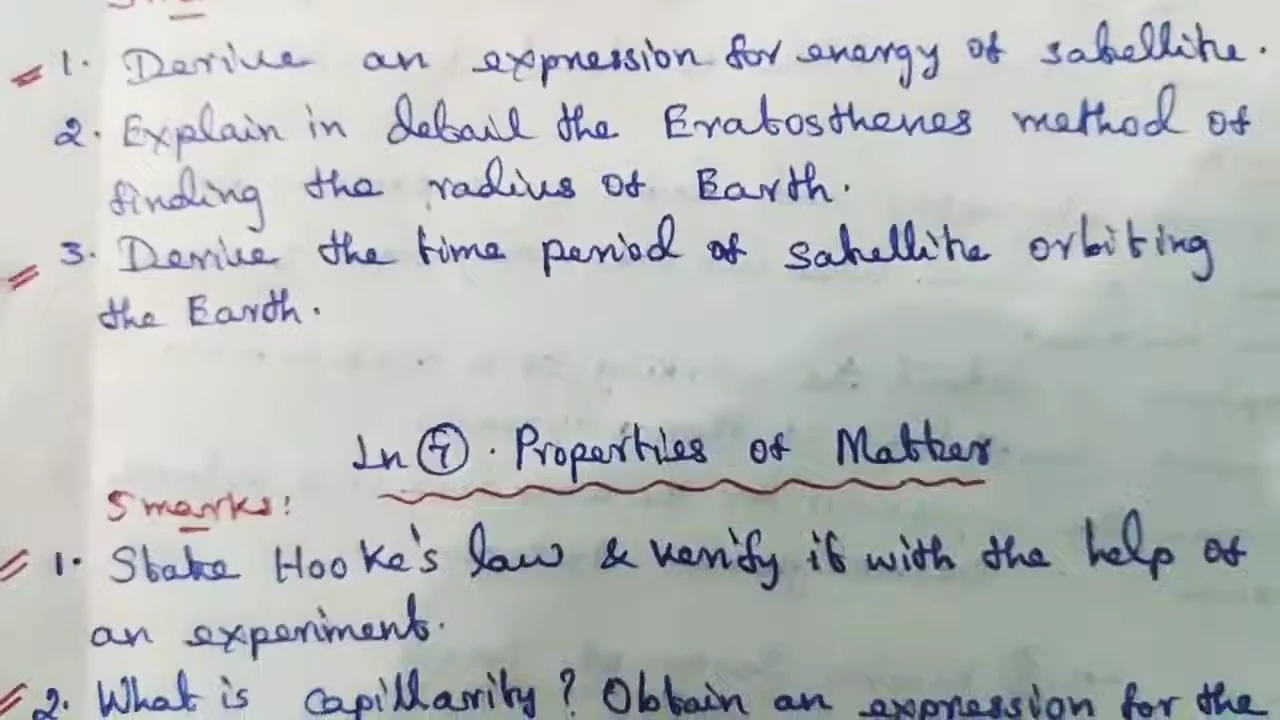 1. Derive an expression for energy of satellite.
2. Explain in detail the Eratosthenes method of
finding the radius of Earth.
3. Derive the time period of satellite orbiting
the Earth.
Ln 7. Properties of Matter
5 marks:
1. State Hooke's law & verify it with the help of
an experiment.
2. What is capillarity? Obtain an expression for the